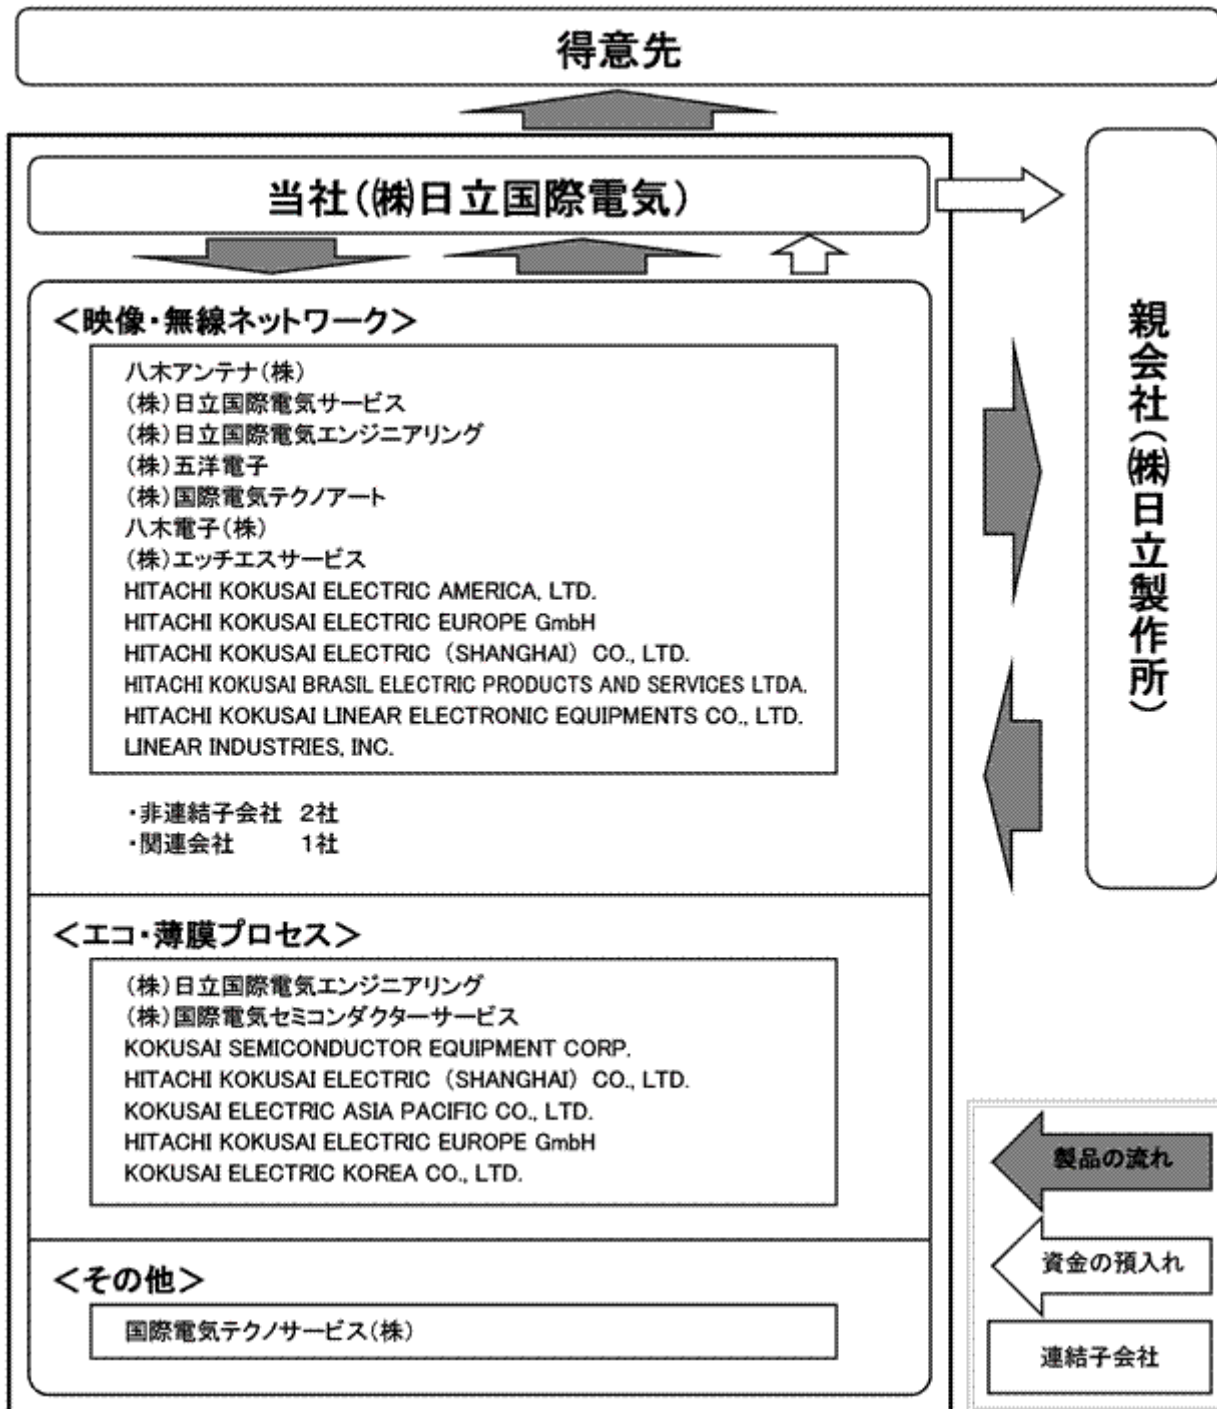 得意先
当社(㈱日立国際電気)
<映像・無線ネットワーク>
八木アンテナ(株)
(株)日立国際電気サービス
(株)日立国際電気エンジニアリング
(株)五洋電子
(株)国際電気テクノアート
八木電子(株)
(株)エッチエスサービス
HITACHI KOKUSAI ELECTRIC AMERICA, LTD.
HITACHI KOKUSAI ELECTRIC EUROPE GmbH
HITACHI KOKUSAI ELECTRIC (SHANGHAI) CO., LTD.
HITACHI KOKUSAI BRASIL ELECTRIC PRODUCTS AND SERVICES LTDA.
HITACHI KOKUSAI LINEAR ELECTRONIC EQUIPMENTS CO., LTD.
LINEAR INDUSTRIES, INC.
・非連結子会社 2社
・関連会社 1社
<エコ・薄膜プロセス>
(株)日立国際電気エンジニアリング
(株)国際電気セミコンダクターサービス
KOKUSAI SEMICONDUCTOR EQUIPMENT CORP.
HITACHI KOKUSAI ELECTRIC (SHANGHAI) CO., LTD.
KOKUSAI ELECTRIC ASIA PACIFIC CO., LTD.
HITACHI KOKUSAI ELECTRIC EUROPE GmbH
KOKUSAI ELECTRIC KOREA CO., LTD.
<その他>
国際電気テクノサービス(株)
親会社(㈱日立製作所)
製品の流れ
資金の預入れ
連結子会社